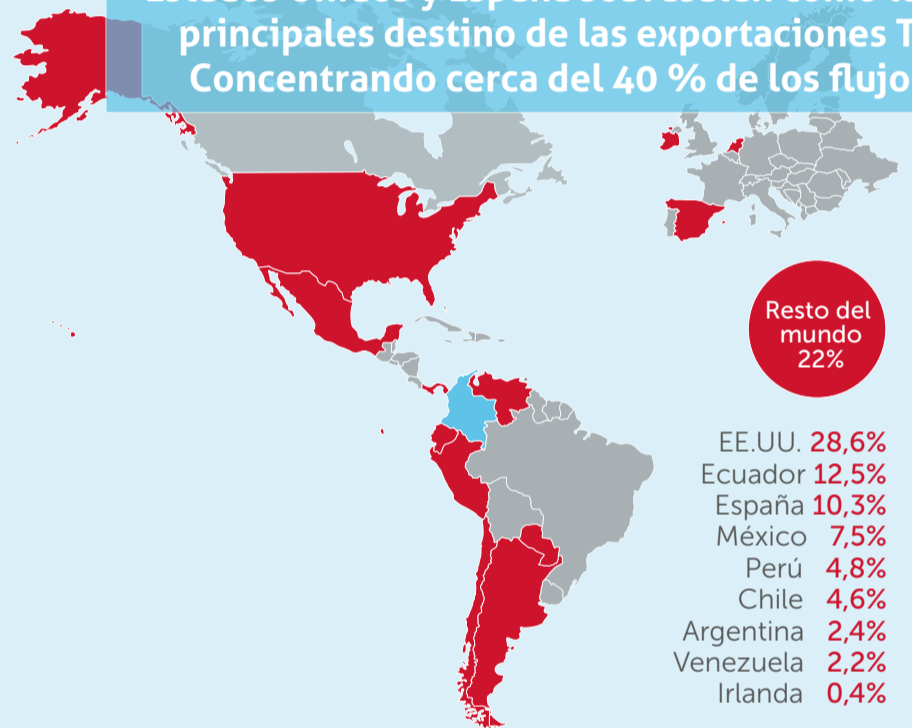 principales destino de las exportaciones
Concentrando cerca del 40 % de los
Resto del
mundo
22%
EE.UU. 28,6%
Ecuador 12,5%
España 10,3%
México 7,5%
Perú 4,8%
Chile 4,6%
Argentina 2,4%
Venezuela 2,2%
Irlanda 0,4%